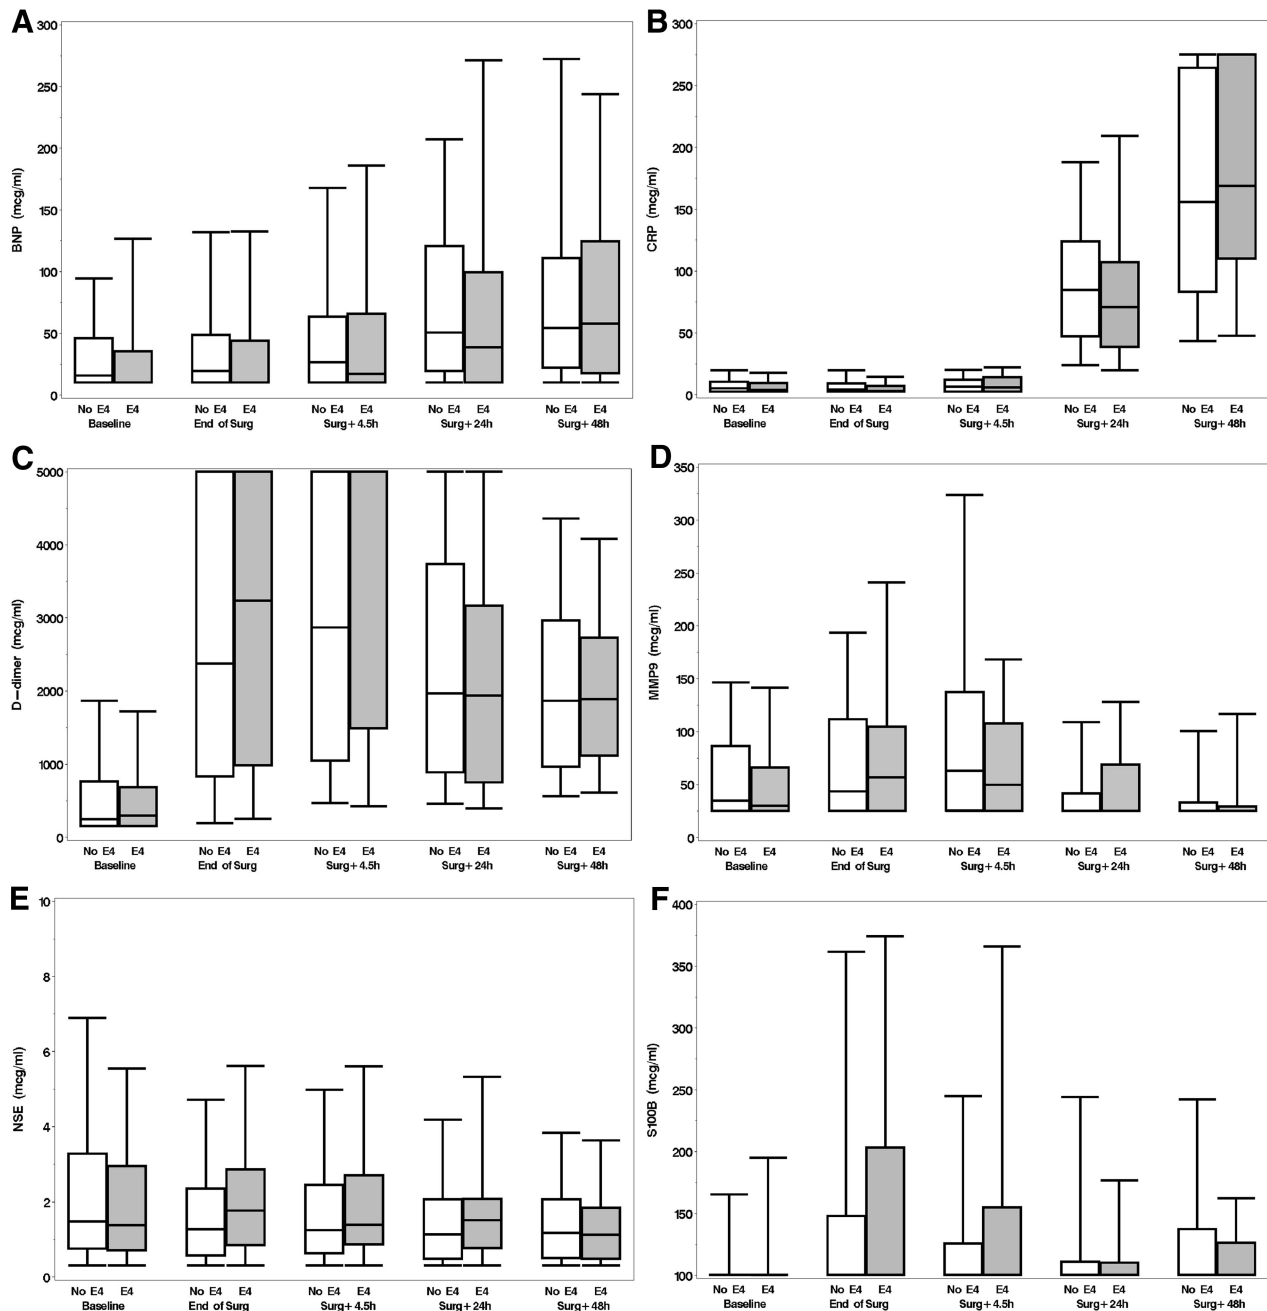 A
BNP (mcg/ml)
300
250
200
150
100
50
0
No E4 E4 No E4 E4 No E4 E4 No E4 E4 No E4 E4
Baseline End of Surg Surg+ 4.5h Surg+ 24h Surg+ 48h
B
CRP (mcg/ml)
300
250
200
150
100
50
0
No E4 E4 No E4 E4 No E4 E4 No E4 E4 No E4 E4
Baseline End of Surg Surg+ 4.5h Surg+ 24h Surg+ 48h
C
D–dimer (mcg/ml)
5000
4000
3000
2000
1000
0
No E4 E4 No E4 E4 No E4 E4 No E4 E4 No E4 E4
Baseline End of Surg Surg+ 4.5h Surg+ 24h Surg+ 48h
D
MMP9 (mcg/ml)
350
300
250
200
150
100
50
0
No E4 E4 No E4 E4 No E4 E4 No E4 E4 No E4 E4
Baseline End of Surg Surg+ 4.5h Surg+ 24h Surg+ 48h
E
NSE (mcg/ml)
10
8
6
4
2
0
No E4 E4 No E4 E4 No E4 E4 No E4 E4 No E4 E4
Baseline End of Surg Surg+ 4.5h Surg+ 24h Surg+ 48h
F
S100B (mcg/ml)
400
350
300
250
200
150
100
No E4 E4 No E4 E4 No E4 E4 No E4 E4 No E4 E4
Baseline End of Surg Surg+ 4.5h Surg+ 24h Surg+ 48h